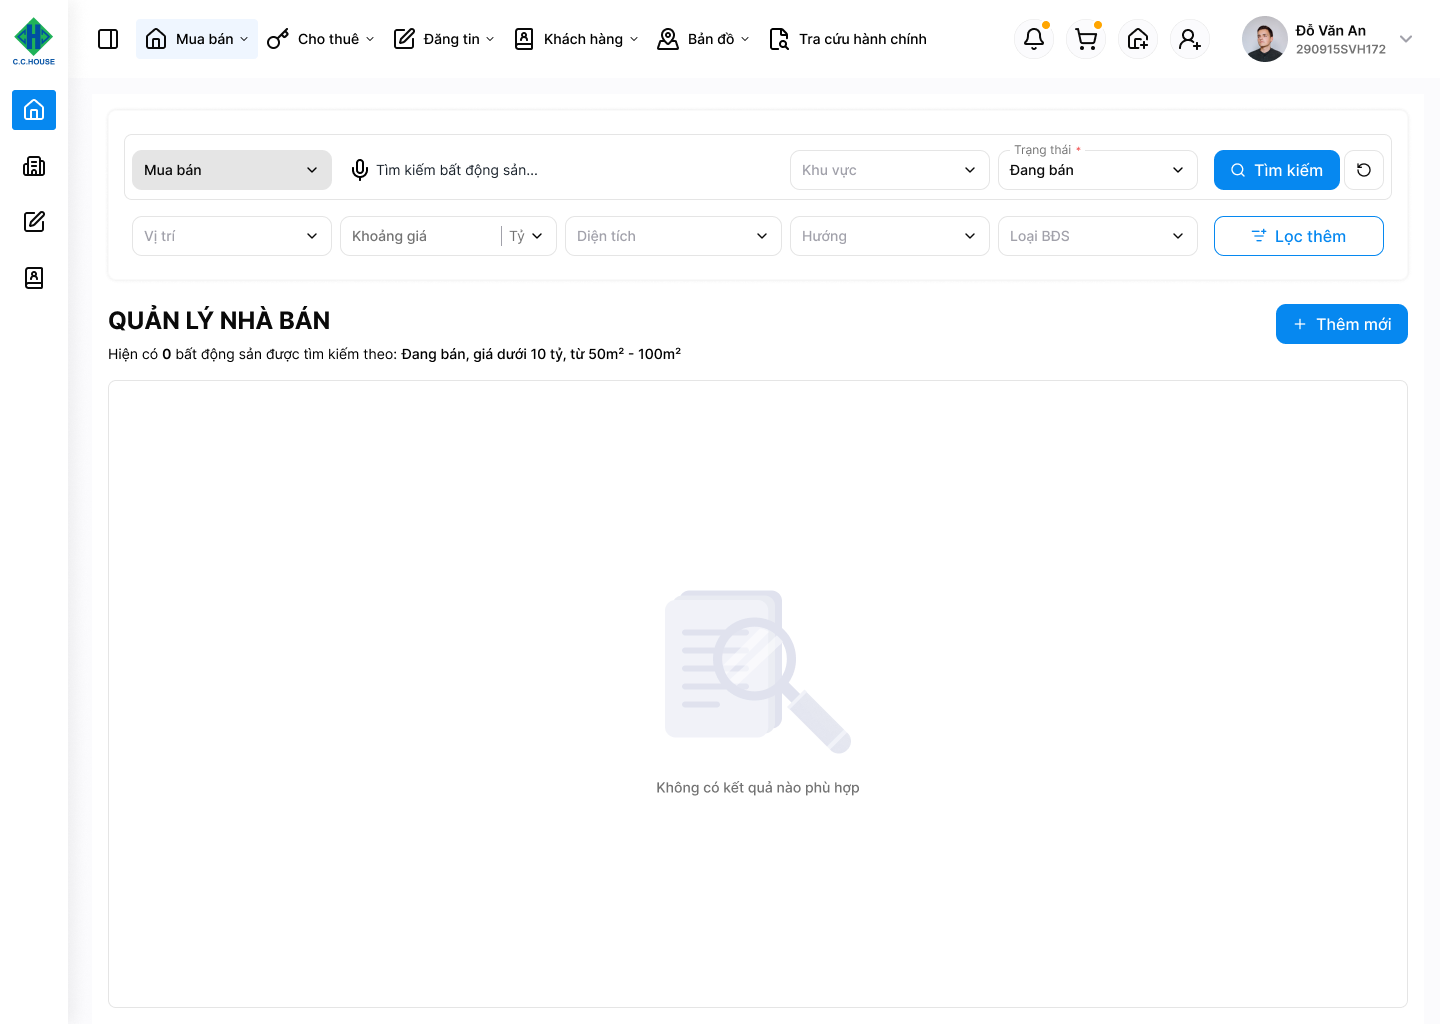 C.C.HOUSE
Mua bán
Cho thuê
Đăng tin
Khách hàng
Bản đồ
Tra cứu hành chính
Đỗ Văn An
290915SVH172
Mua bán
Tìm kiếm bất động sản...
Khu vực
Trạng thái *
Đang bán
Tìm kiếm
Vị trí
Khoảng giá
Tỷ
Diện tích
Hướng
Loại BĐS
Lọc thêm
QUẢN LÝ NHÀ BÁN
Thêm mới
Hiện có 0 bất động sản được tìm kiếm theo: Đang bán, giá dưới 10 tỷ, từ 50m² - 100m²
Không có kết quả nào phù hợp